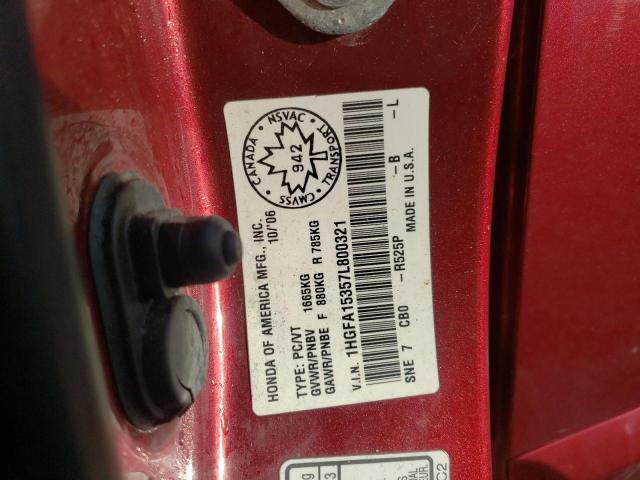 CANADA
NSVAC
TRANSPORT
CMVSS
942
HONDA OF AMERICA MFG., INC.
10/'06
TYPE: PC/VT
GVWR/PNBV 1665KG
GAWR/PNBE F 880KG R 785KG
V.I.N. 1HGFA15357L800321
SNE 7 CB0 -R525P -B -L
MADE IN U.S.A.
C2